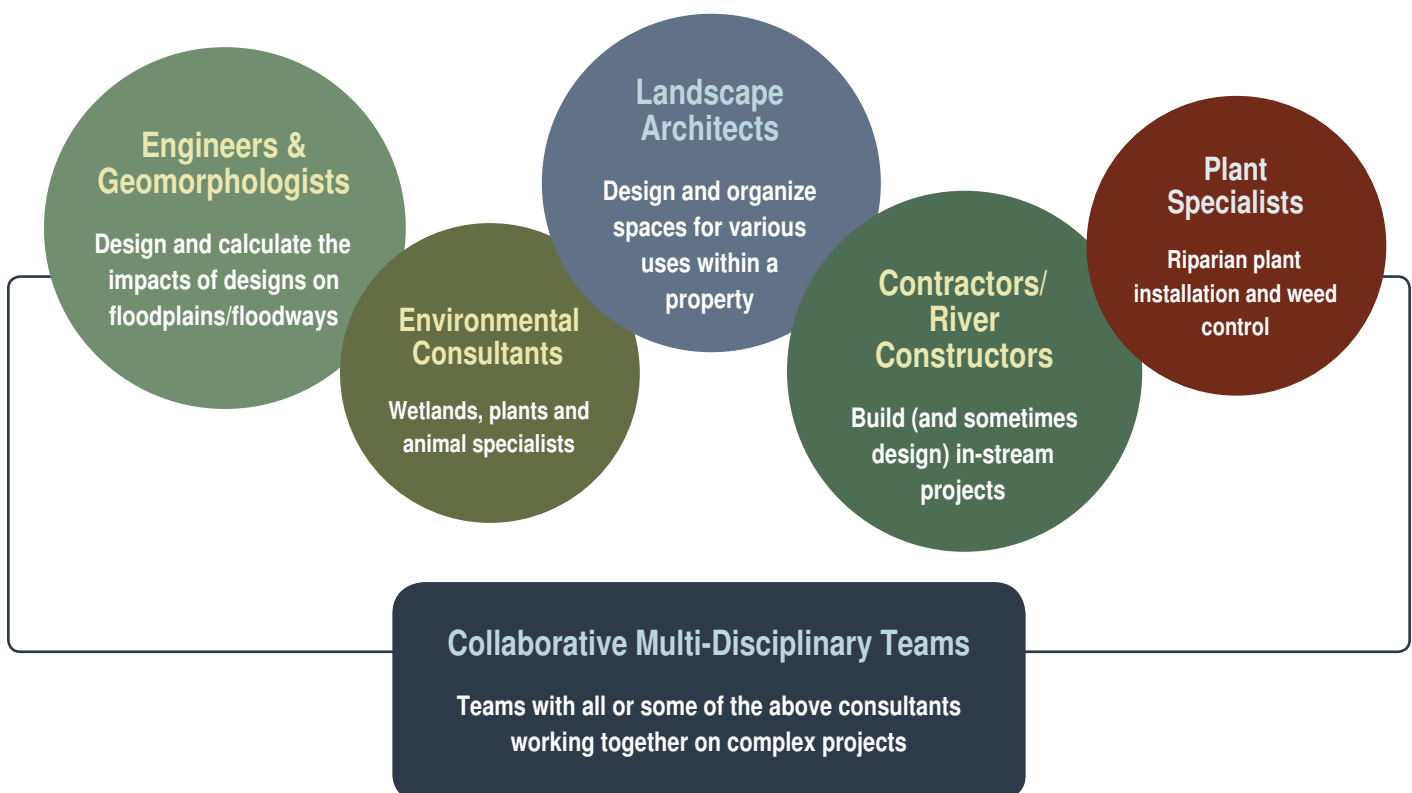 Engineers &
Geomorphologists
Design and calculate the
impacts of designs on
floodplains/floodways
Environmental
Consultants
Wetlands, plants and
animal specialists
Landscape
Architects
Design and organize
spaces for various
uses within a
property
Contractors/
River
Constructors
Build (and sometimes
design) in-stream
projects
Plant
Specialists
Riparian plant
installation and weed
control
Collaborative Multi-Disciplinary Teams
Teams with all or some of the above consultants
working together on complex projects